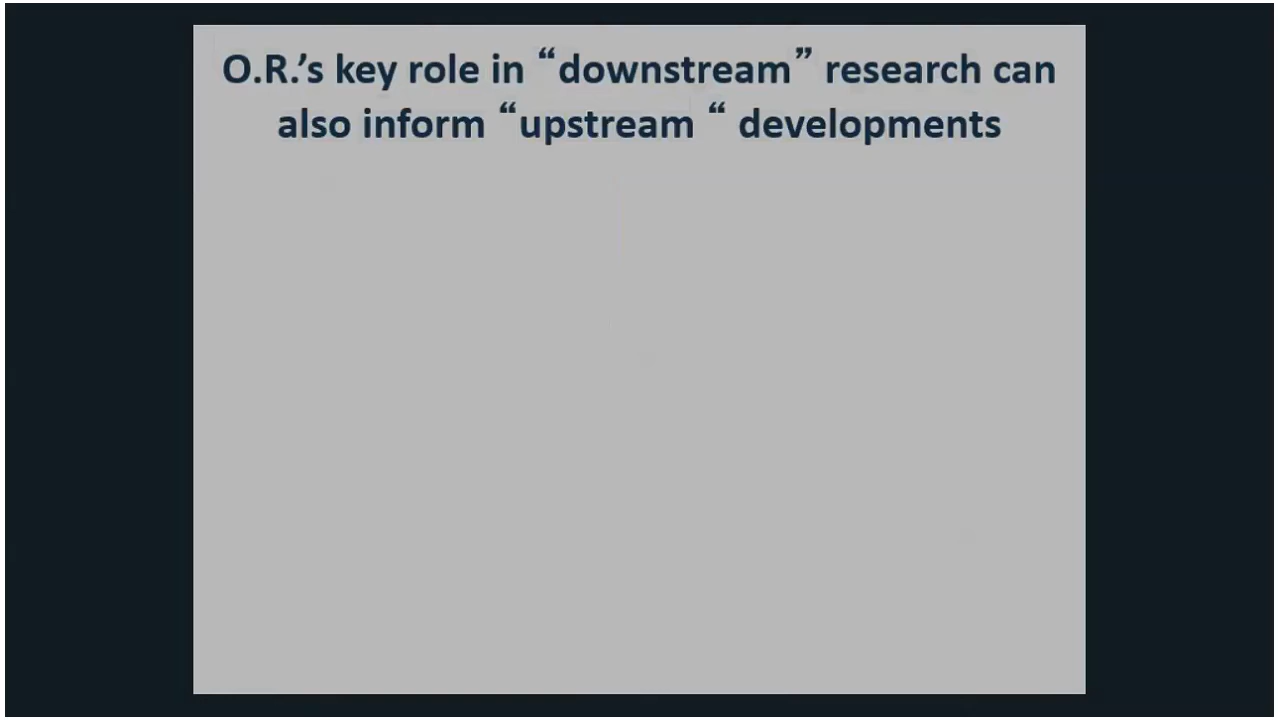 O.R.’s key role in “downstream” research can
also inform “upstream “ developments